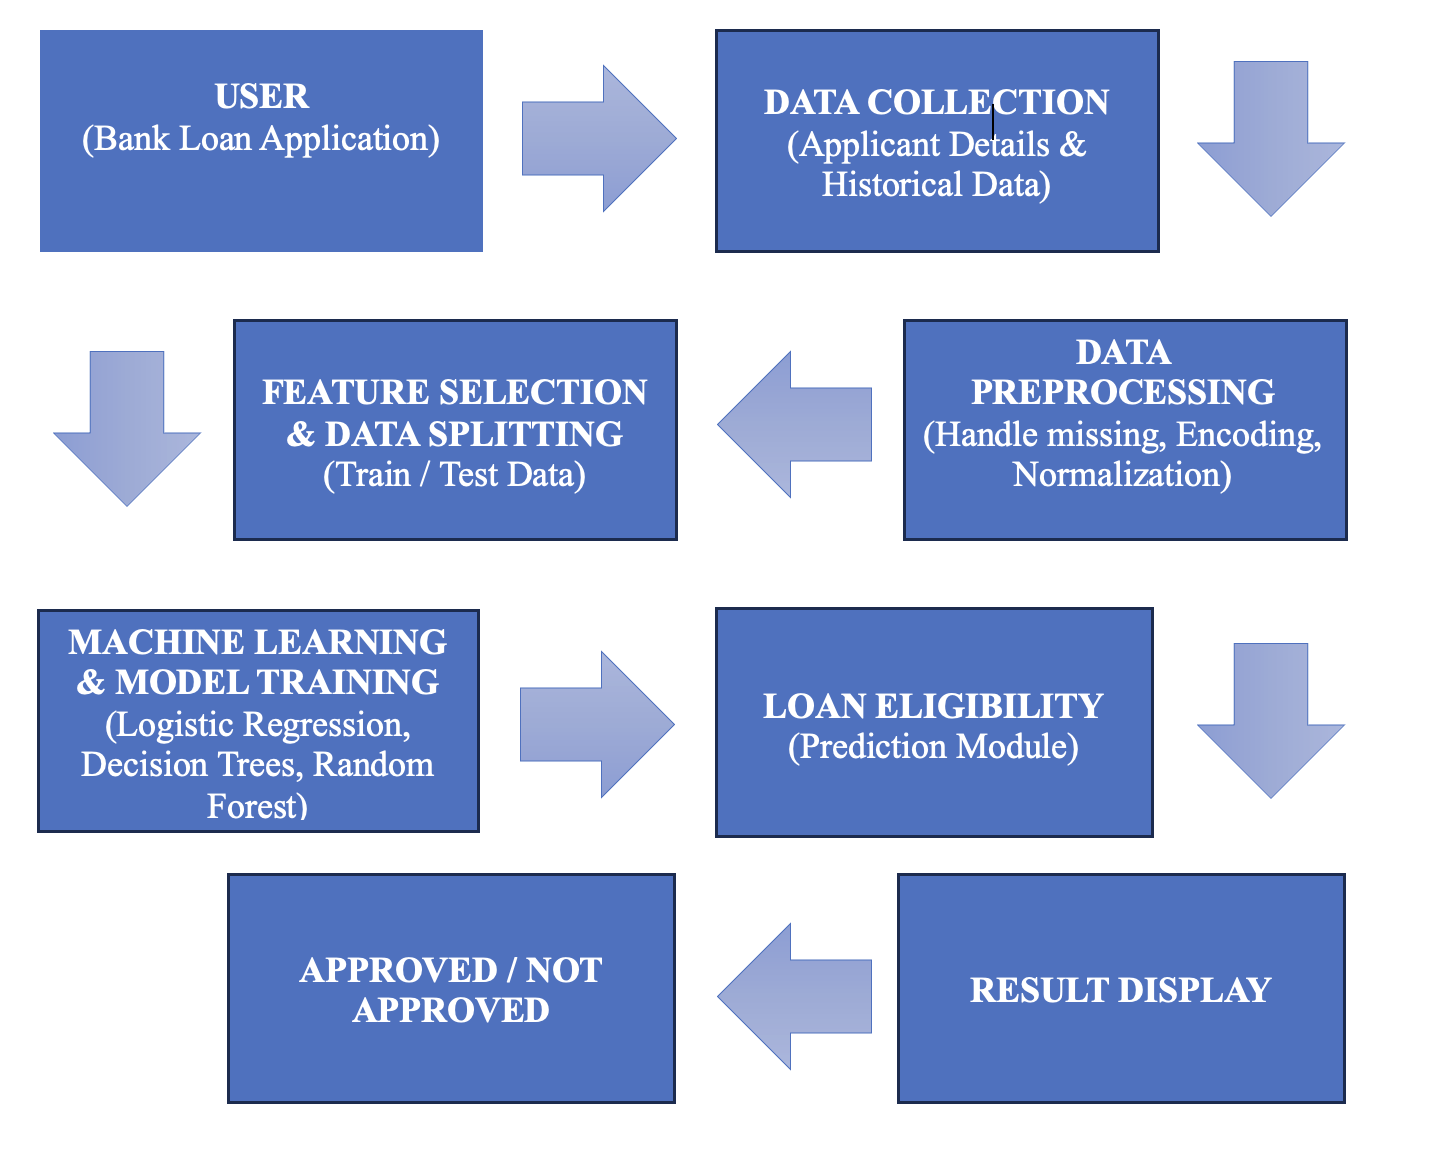 USER
(Bank Loan Application)
DATA COLLECTION
(Applicant Details &
Historical Data)
DATA
PREPROCESSING
(Handle missing, Encoding,
Normalization)
FEATURE SELECTION
& DATA SPLITTING
(Train / Test Data)
MACHINE LEARNING
& MODEL TRAINING
(Logistic Regression,
Decision Trees, Random
Forest)
LOAN ELIGIBILITY
(Prediction Module)
RESULT DISPLAY
APPROVED / NOT
APPROVED